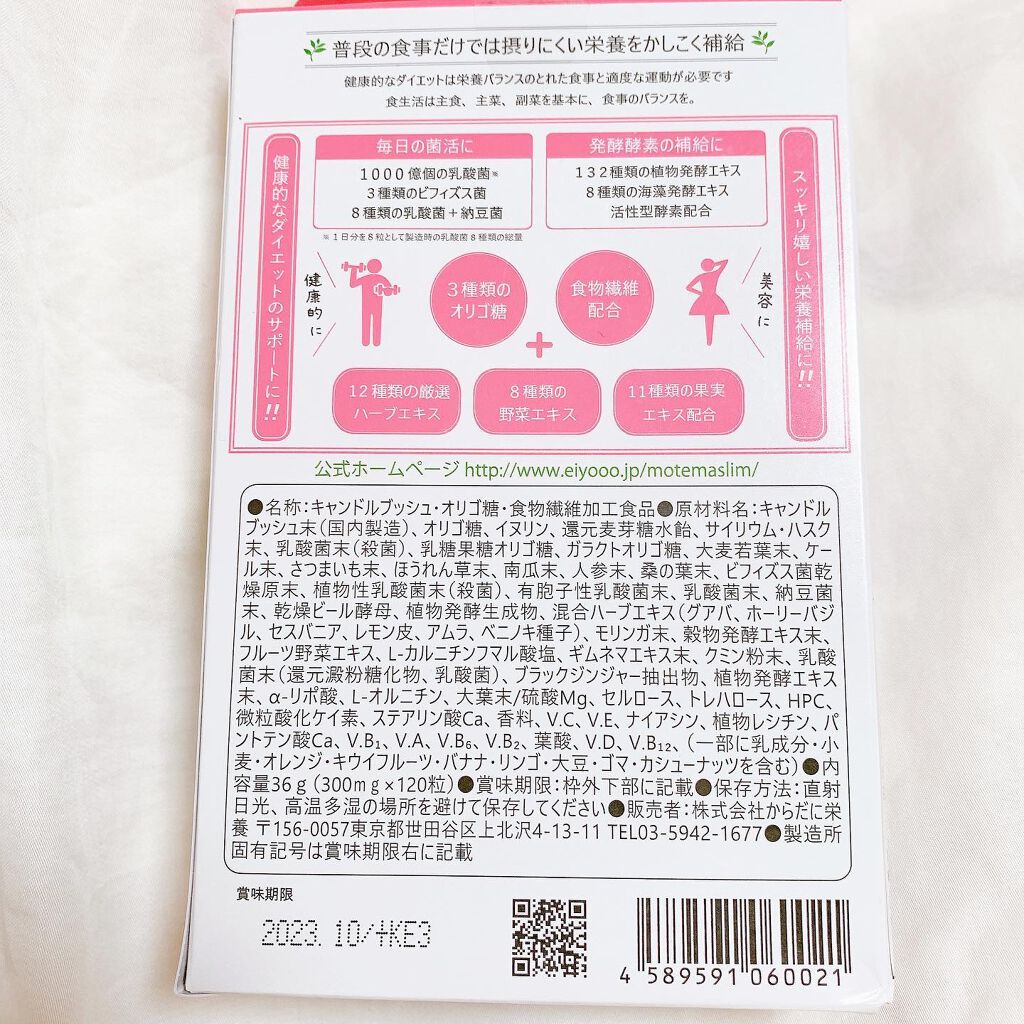 普段の食事だけでは摂りにくい栄養をかしこく補給
健康的なダイエットは栄養バランスのとれた食事と適度な運動が必要です
食生活は主食、主菜、副菜を基本に、食事のバランスを。
健康的なダイエットのサポートに!!
毎日の菌活に
1000億個の乳酸菌※
3種類のビフィズス菌
8種類の乳酸菌+納豆菌
※1日分を8粒として製造時の乳酸菌8種類の総量
発酵酵素の補給に
132種類の植物発酵エキス
8種類の海藻発酵エキス
活性型酵素配合
スッキリ嬉しい栄養補給に!!
健康的に
3種類の
オリゴ糖
+
食物繊維
配合
美容に
12種類の厳選
ハーブエキス
8種類の
野菜エキス
11種類の果実
エキス配合
公式ホームページ http://www.eiyooo.jp/motemaslim/
●名称:キャンドルブッシュ・オリゴ糖・食物繊維加工食品●原材料名:キャンドル
ブッシュ末(国内製造)、オリゴ糖、イヌリン、還元麦芽糖水飴、サイリウム・ハスク
末、乳酸菌末(殺菌)、乳糖果糖オリゴ糖、ガラクトオリゴ糖、大麦若葉末、ケー
ル末、さつまいも末、ほうれん草末、南瓜末、人参末、桑の葉末、ビフィズス菌乾
燥原末、植物性乳酸菌末(殺菌)、有胞子性乳酸菌末、乳酸菌末、納豆菌
末、乾燥ビール酵母、植物発酵生成物、混合ハーブエキス(グアバ、ホーリーバジ
ル、セスバニア、レモン皮、アムラ、ベニノキ種子)、モリンガ末、穀物発酵エキス末、
フルーツ野菜エキス、L-カルニチンフマル酸塩、ギムネマエキス末、クミン粉末、乳酸
菌末(還元澱粉糖化物、乳酸菌)、ブラックジンジャー抽出物、植物発酵エキス
末、α-リポ酸、L-オルニチン、大葉末/硫酸Mg、セルロース、トレハロース、HPC、
微粒酸化ケイ素、ステアリン酸Ca、香料、V.C、V.E、ナイアシン、植物レシチン、パ
ントテン酸Ca、V.B₁、V.A、V.B₆、V.B₂、葉酸、V.D、V.B₁₂、(一部に乳成分・小
麦・オレンジ・キウイフルーツ・バナナ・リンゴ・大豆・ゴマ・カシューナッツを含む)●内
容量36g(300mg×120粒)●賞味期限:枠外下部に記載●保存方法:直射
日光、高温多湿の場所を避けて保存してください●販売者:株式会社からだに栄
養 〒156-0057東京都世田谷区上北沢4-13-11 TEL03-5942-1677●製造所
固有記号は賞味期限右に記載
賞味期限
2023.10/4KE3
4 589591 060021